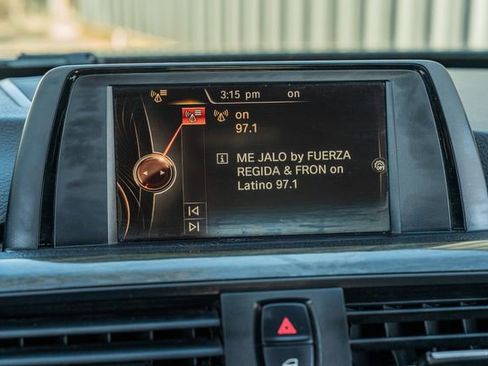 3:15 pm on
on
97.1
i ME JALO by FUERZA
REGIDA & FRON on
Latino 97.1